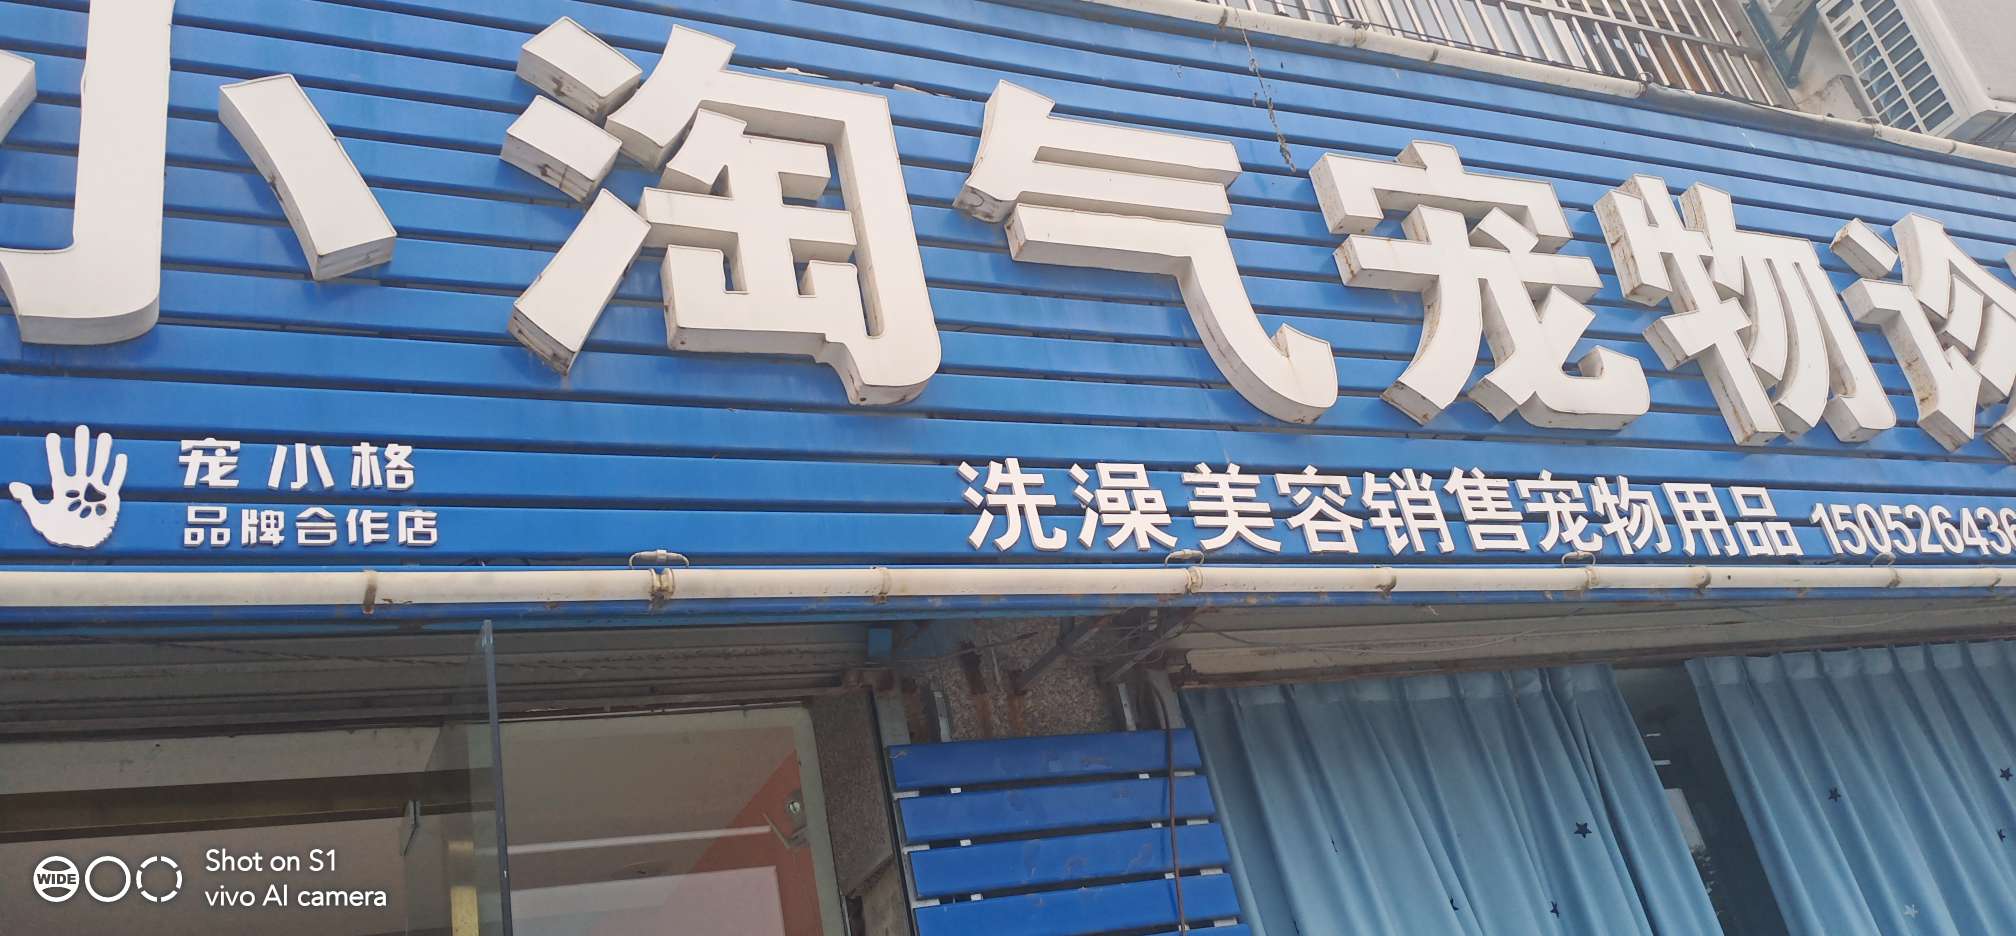 小淘气宠物诊
宠小格
品牌合作店
洗澡美容销售宠物用品 150526436
WIDE
Shot on S1
vivo AI camera